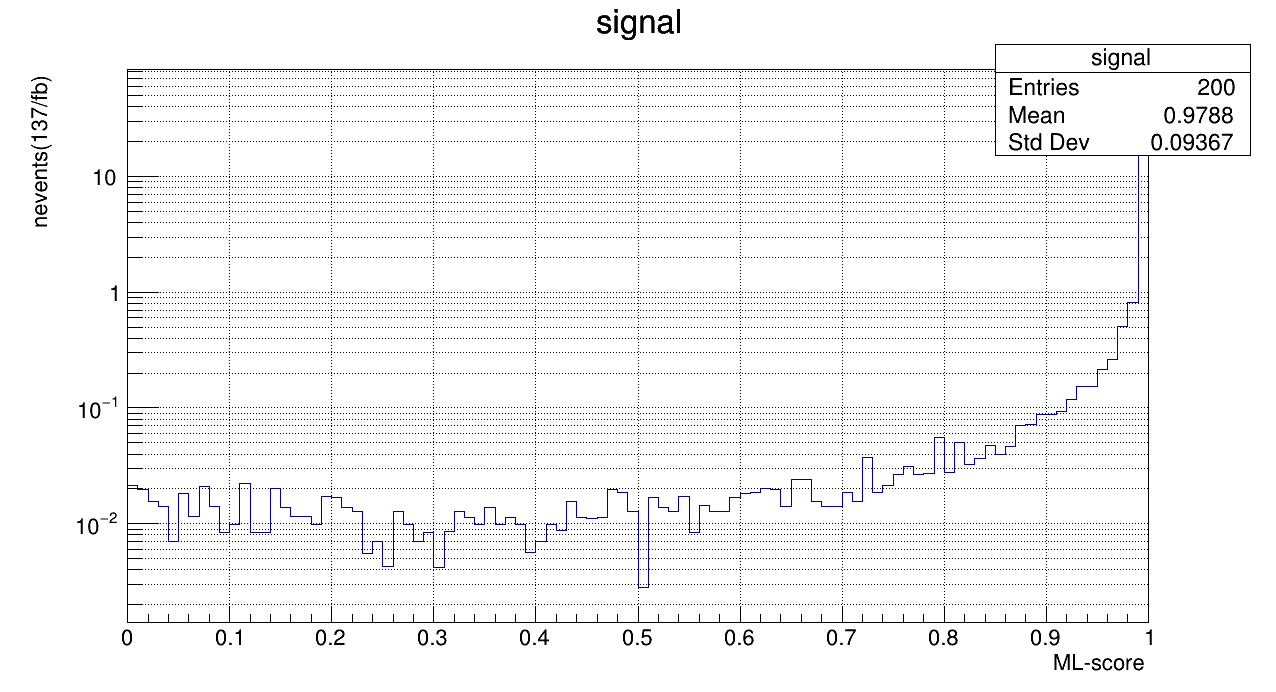 signal
signal
Entries 200
Mean 0.9788
Std Dev 0.09367
nevents(137/fb)
10
1
10⁻¹
10⁻²
0 0.1 0.2 0.3 0.4 0.5 0.6 0.7 0.8 0.9 1
ML-score